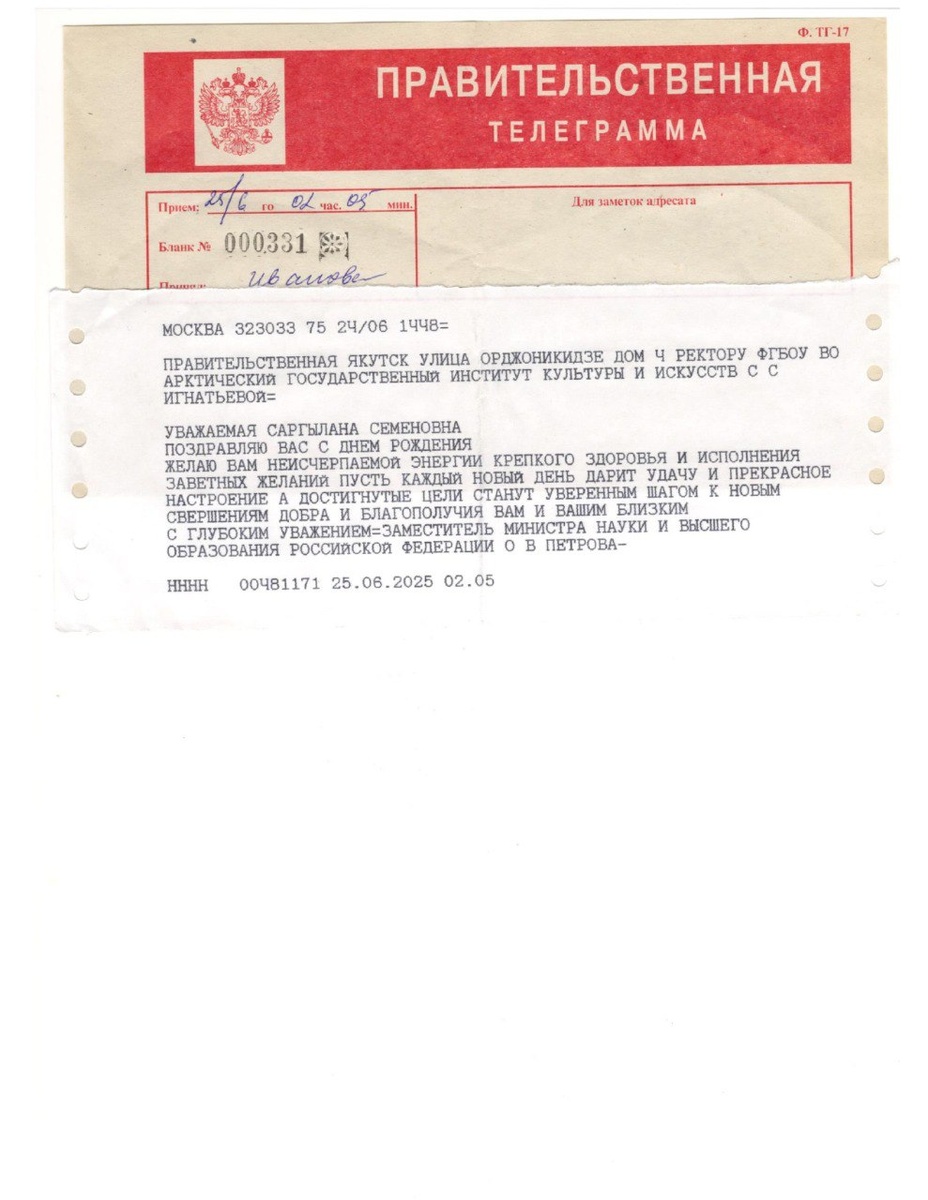 Ф. ТГ-17
ПРАВИТЕЛЬСТВЕННАЯ
ТЕЛЕГРАММА
Прием: 25/6 го 02 час. 05 мин.
Для заметок адресата
Бланк № 000331
Принял: Иванова
МОСКВА 323033 75 2Ч/06 1ЧЧ8=
ПРАВИТЕЛЬСТВЕННАЯ ЯКУТСК УЛИЦА ОРДЖОНИКИДЗЕ ДОМ Ч РЕКТОРУ ФГБОУ ВО
АРКТИЧЕСКИЙ ГОСУДАРСТВЕННЫЙ ИНСТИТУТ КУЛЬТУРЫ И ИСКУССТВ С С
ИГНАТЬЕВОЙ=
УВАЖАЕМАЯ САРГЫЛАНА СЕМЕНОВНА
ПОЗДРАВЛЯЮ ВАС С ДНЕМ РОЖДЕНИЯ
ЖЕЛАЮ ВАМ НЕИСЧЕРПАЕМОЙ ЭНЕРГИИ КРЕПКОГО ЗДОРОВЬЯ И ИСПОЛНЕНИЯ
ЗАВЕТНЫХ ЖЕЛАНИЙ ПУСТЬ КАЖДЫЙ НОВЫЙ ДЕНЬ ДАРИТ УДАЧУ И ПРЕКРАСНОЕ
НАСТРОЕНИЕ А ДОСТИГНУТЫЕ ЦЕЛИ СТАНУТ УВЕРЕННЫМ ШАГОМ К НОВЫМ
СВЕРШЕНИЯМ ДОБРА И БЛАГОПОЛУЧИЯ ВАМ И ВАШИМ БЛИЗКИМ
С ГЛУБОКИМ УВАЖЕНИЕМ=ЗАМЕСТИТЕЛЬ МИНИСТРА НАУКИ И ВЫСШЕГО
ОБРАЗОВАНИЯ РОССИЙСКОЙ ФЕДЕРАЦИИ О В ПЕТРОВА-
НННН 00Ч81171 25.06.2025 02.05